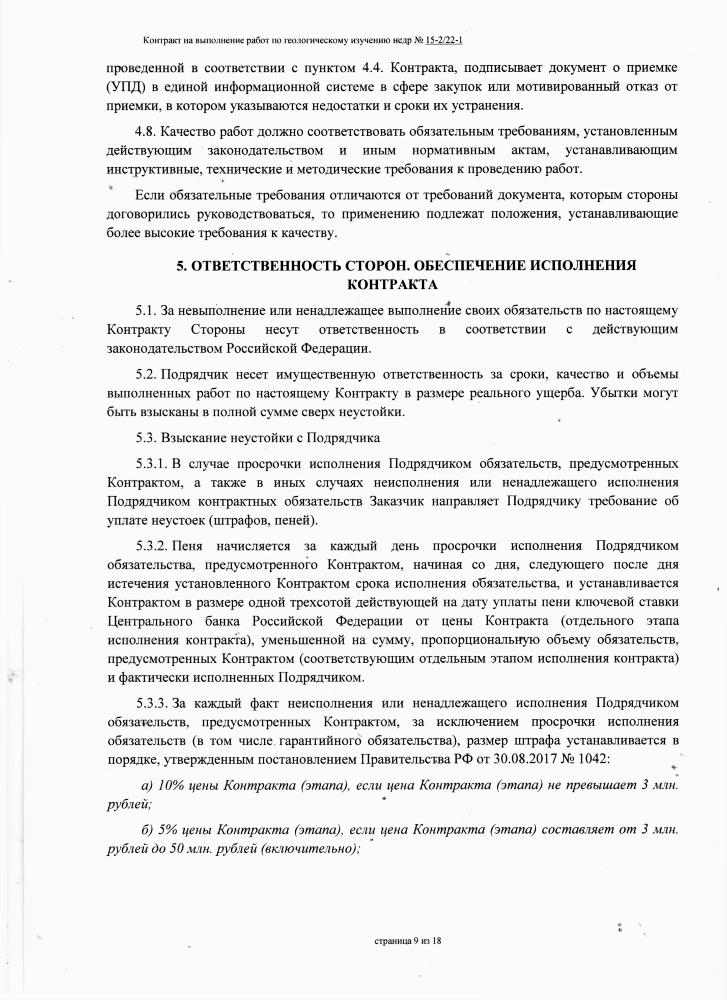 Контракт на выполнение работ по геологическому изучению недр № 15-2/22-1
проведенной в соответствии с пунктом 4.4. Контракта, подписывает документ о приемке
(УПД) в единой информационной системе в сфере закупок или мотивированный отказ от
приемки, в котором указываются недостатки и сроки их устранения.
4.8. Качество работ должно соответствовать обязательным требованиям, установленным
действующим законодательством и иным нормативным актам, устанавливающим
инструктивные, технические и методические требования к проведению работ.
Если обязательные требования отличаются от требований документа, которым стороны
договорились руководствоваться, то применению подлежат положения, устанавливающие
более высокие требования к качеству.
5. ОТВЕТСТВЕННОСТЬ СТОРОН. ОБЕСПЕЧЕНИЕ ИСПОЛНЕНИЯ
КОНТРАКТА
5.1. За невыполнение или ненадлежащее выполнение своих обязательств по настоящему
Контракту Стороны несут ответственность в соответствии с действующим
законодательством Российской Федерации.
5.2. Подрядчик несет имущественную ответственность за сроки, качество и объемы
выполненных работ по настоящему Контракту в размере реального ущерба. Убытки могут
быть взысканы в полной сумме сверх неустойки.
5.3. Взыскание неустойки с Подрядчика
5.3.1. В случае просрочки исполнения Подрядчиком обязательств, предусмотренных
Контрактом, а также в иных случаях неисполнения или ненадлежащего исполнения
Подрядчиком контрактных обязательств Заказчик направляет Подрядчику требование об
уплате неустоек (штрафов, пеней).
5.3.2. Пеня начисляется за каждый день просрочки исполнения Подрядчиком
обязательства, предусмотренного Контрактом, начиная со дня, следующего после дня
истечения установленного Контрактом срока исполнения обязательства, и устанавливается
Контрактом в размере одной трехсотой действующей на дату уплаты пени ключевой ставки
Центрального банка Российской Федерации от цены Контракта (отдельного этапа
исполнения контракта), уменьшенной на сумму, пропорциональную объему обязательств,
предусмотренных Контрактом (соответствующим отдельным этапом исполнения контракта)
и фактически исполненных Подрядчиком.
5.3.3. За каждый факт неисполнения или ненадлежащего исполнения Подрядчиком
обязательств, предусмотренных Контрактом, за исключением просрочки исполнения
обязательств (в том числе гарантийного обязательства), размер штрафа устанавливается в
порядке, утвержденным постановлением Правительства РФ от 30.08.2017 № 1042:
а) 10% цены Контракта (этапа), если цена Контракта (этапа) не превышает 3 млн.
рублей;
б) 5% цены Контракта (этапа), если цена Контракта (этапа) составляет от 3 млн.
рублей до 50 млн. рублей (включительно);
страница 9 из 18